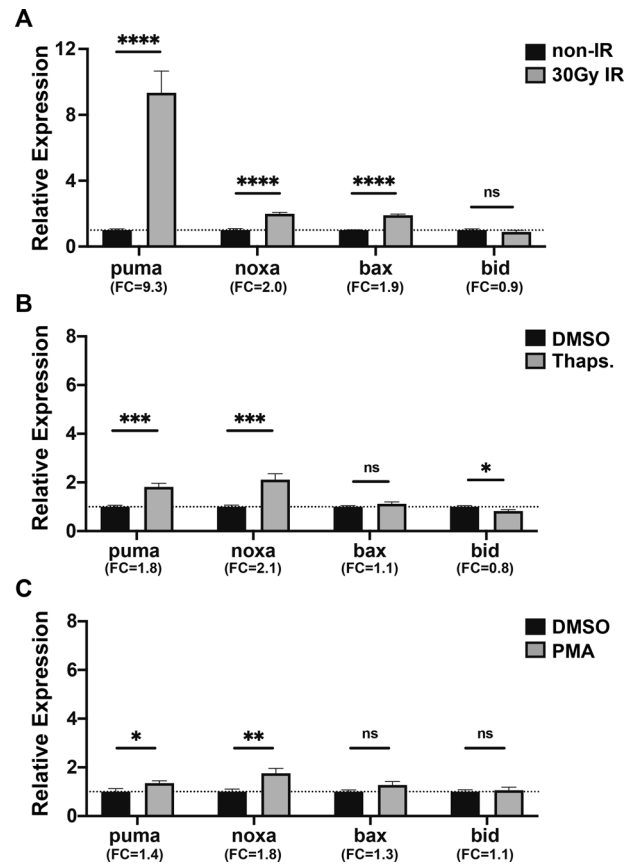 A
Relative Expression
12
8
4
0
**** **** **** ns
non-IR
30Gy IR
puma noxa bax bid
(FC=9.3) (FC=2.0) (FC=1.9) (FC=0.9)
B
Relative Expression
8
6
4
2
0
*** *** ns *
DMSO
Thaps.
puma noxa bax bid
(FC=1.8) (FC=2.1) (FC=1.1) (FC=0.8)
C
Relative Expression
8
6
4
2
0
* ** ns ns
DMSO
PMA
puma noxa bax bid
(FC=1.4) (FC=1.8) (FC=1.3) (FC=1.1)